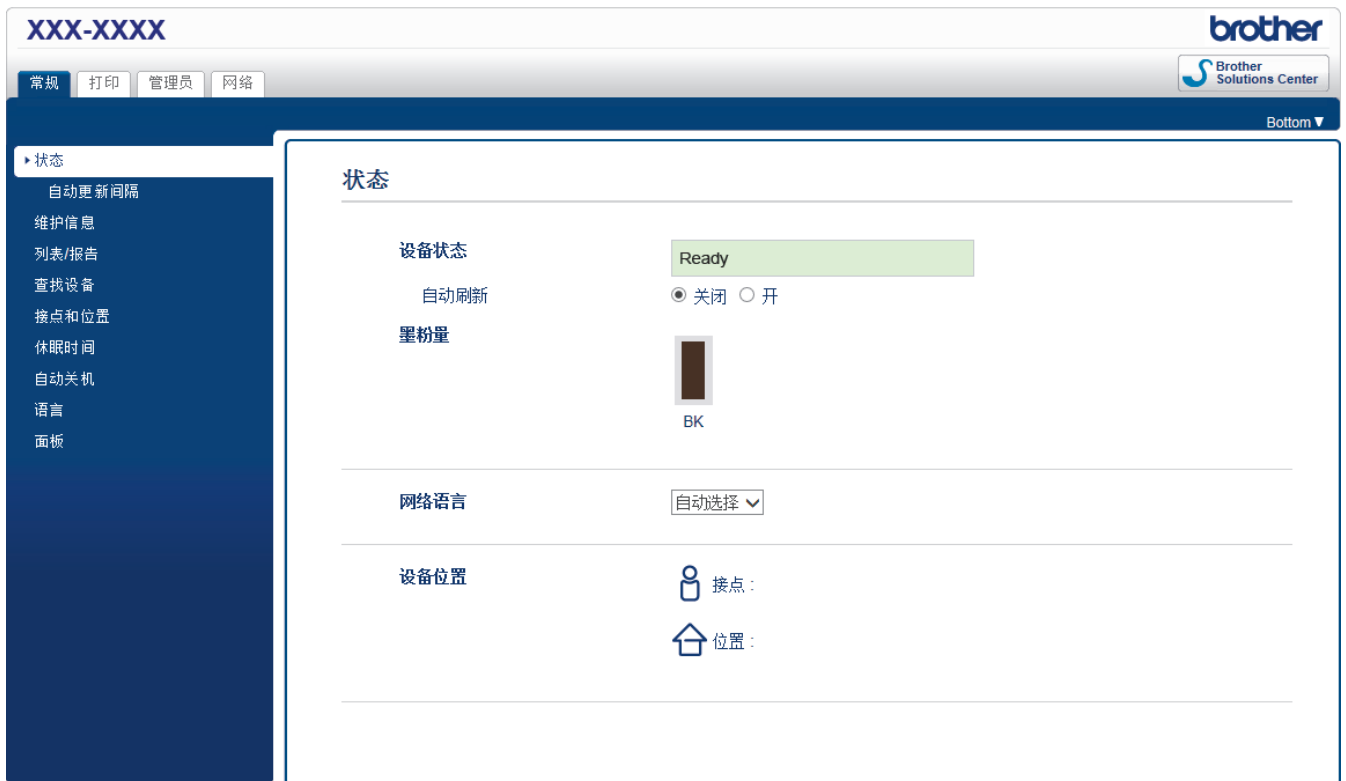 XXX-XXXX
brother
常规 打印 管理员 网络
Brother
Solutions Center
Bottom▼
状态
自动更新间隔
维护信息
列表/报告
查找设备
接点和位置
休眠时间
自动关机
语言
面板
状态
设备状态 Ready
自动刷新 关闭 开
墨粉量
BK
网络语言 自动选择
设备位置 接点 :
位置 :